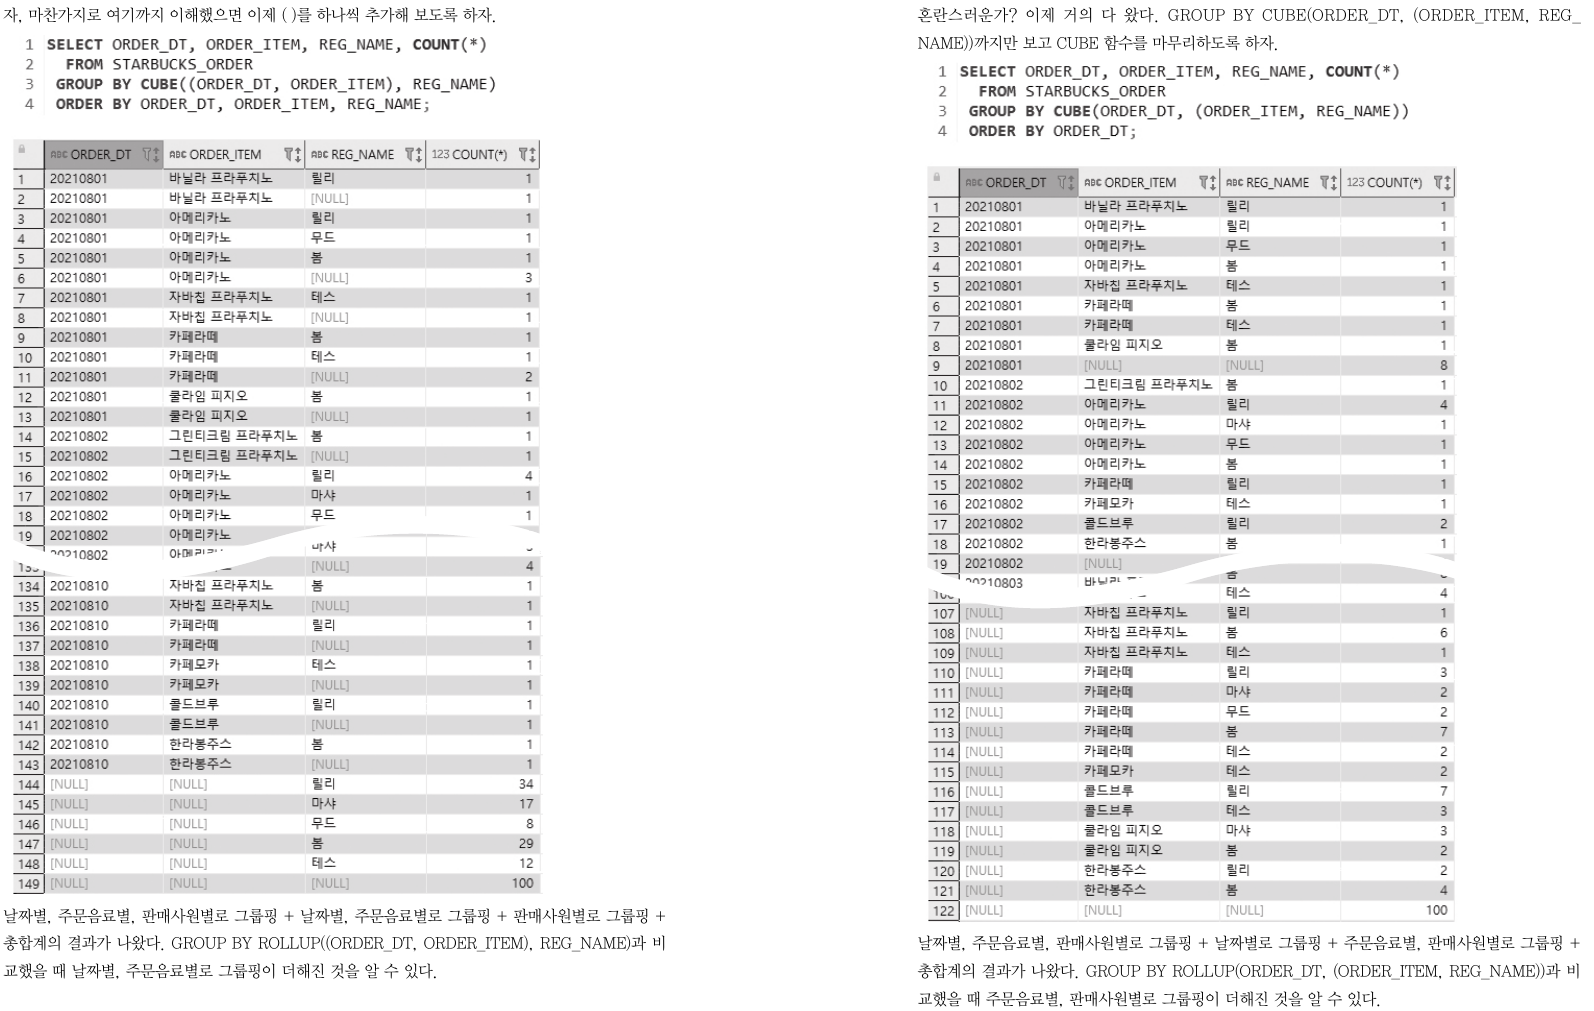 자, 마찬가지로 여기까지 이해했으면 이제 ( )를 하나씩 추가해 보도록 하자.
1 SELECT ORDER_DT, ORDER_ITEM, REG_NAME, COUNT(*)
2 FROM STARBUCKS_ORDER
3 GROUP BY CUBE((ORDER_DT, ORDER_ITEM), REG_NAME)
4 ORDER BY ORDER_DT, ORDER_ITEM, REG_NAME;
ABC ORDER_DT ABC ORDER_ITEM ABC REG_NAME 123 COUNT(*)
1 20210801 바닐라 프라푸치노 릴리 1
2 20210801 바닐라 프라푸치노 [NULL] 1
3 20210801 아메리카노 릴리 1
4 20210801 아메리카노 무드 1
5 20210801 아메리카노 봄 1
6 20210801 아메리카노 [NULL] 3
7 20210801 자바칩 프라푸치노 테스 1
8 20210801 자바칩 프라푸치노 [NULL] 1
9 20210801 카페라떼 봄 1
10 20210801 카페라떼 테스 1
11 20210801 카페라떼 [NULL] 2
12 20210801 쿨라임 피지오 봄 1
13 20210801 쿨라임 피지오 [NULL] 1
14 20210802 그린티크림 프라푸치노 봄 1
15 20210802 그린티크림 프라푸치노 [NULL] 1
16 20210802 아메리카노 릴리 4
17 20210802 아메리카노 마샤 1
18 20210802 아메리카노 무드 1
19 20210802 아메리카노
20210802 마샤
133 [NULL] 4
134 20210810 자바칩 프라푸치노 봄 1
135 20210810 자바칩 프라푸치노 [NULL] 1
136 20210810 카페라떼 릴리 1
137 20210810 카페라떼 [NULL] 1
138 20210810 카페모카 테스 1
139 20210810 카페모카 [NULL] 1
140 20210810 콜드브루 릴리 1
141 20210810 콜드브루 [NULL] 1
142 20210810 한라봉주스 봄 1
143 20210810 한라봉주스 [NULL] 1
144 [NULL] [NULL] 릴리 34
145 [NULL] [NULL] 마샤 17
146 [NULL] [NULL] 무드 8
147 [NULL] [NULL] 봄 29
148 [NULL] [NULL] 테스 12
149 [NULL] [NULL] [NULL] 100
날짜별, 주문음료별, 판매사원별로 그룹핑 + 날짜별, 주문음료별로 그룹핑 + 판매사원별로 그룹핑 +
총합계의 결과가 나왔다. GROUP BY ROLLUP((ORDER_DT, ORDER_ITEM), REG_NAME)과 비
교했을 때 날짜별, 주문음료별로 그룹핑이 더해진 것을 알 수 있다.
혼란스러운가? 이제 거의 다 왔다. GROUP BY CUBE(ORDER_DT, (ORDER_ITEM, REG_
NAME))까지만 보고 CUBE 함수를 마무리하도록 하자.
1 SELECT ORDER_DT, ORDER_ITEM, REG_NAME, COUNT(*)
2 FROM STARBUCKS_ORDER
3 GROUP BY CUBE(ORDER_DT, (ORDER_ITEM, REG_NAME))
4 ORDER BY ORDER_DT;
ABC ORDER_DT ABC ORDER_ITEM ABC REG_NAME 123 COUNT(*)
1 20210801 바닐라 프라푸치노 릴리 1
2 20210801 아메리카노 릴리 1
3 20210801 아메리카노 무드 1
4 20210801 아메리카노 봄 1
5 20210801 자바칩 프라푸치노 테스 1
6 20210801 카페라떼 봄 1
7 20210801 카페라떼 테스 1
8 20210801 쿨라임 피지오 봄 1
9 20210801 [NULL] [NULL] 8
10 20210802 그린티크림 프라푸치노 봄 1
11 20210802 아메리카노 릴리 4
12 20210802 아메리카노 마샤 1
13 20210802 아메리카노 무드 1
14 20210802 아메리카노 봄 1
15 20210802 카페라떼 릴리 1
16 20210802 카페모카 테스 1
17 20210802 콜드브루 릴리 2
18 20210802 한라봉주스 봄 1
19 20210802 [NULL]
20210803 봄
106 테스 4
107 [NULL] 자바칩 프라푸치노 릴리 1
108 [NULL] 자바칩 프라푸치노 봄 6
109 [NULL] 자바칩 프라푸치노 테스 1
110 [NULL] 카페라떼 릴리 3
111 [NULL] 카페라떼 마샤 2
112 [NULL] 카페라떼 무드 2
113 [NULL] 카페라떼 봄 7
114 [NULL] 카페라떼 테스 2
115 [NULL] 카페모카 테스 2
116 [NULL] 콜드브루 릴리 7
117 [NULL] 콜드브루 테스 3
118 [NULL] 쿨라임 피지오 마샤 3
119 [NULL] 쿨라임 피지오 봄 2
120 [NULL] 한라봉주스 릴리 2
121 [NULL] 한라봉주스 봄 4
122 [NULL] [NULL] [NULL] 100
날짜별, 주문음료별, 판매사원별로 그룹핑 + 날짜별로 그룹핑 + 주문음료별, 판매사원별로 그룹핑 +
총합계의 결과가 나왔다. GROUP BY ROLLUP(ORDER_DT, (ORDER_ITEM, REG_NAME))과 비
교했을 때 주문음료별, 판매사원별로 그룹핑이 더해진 것을 알 수 있다.